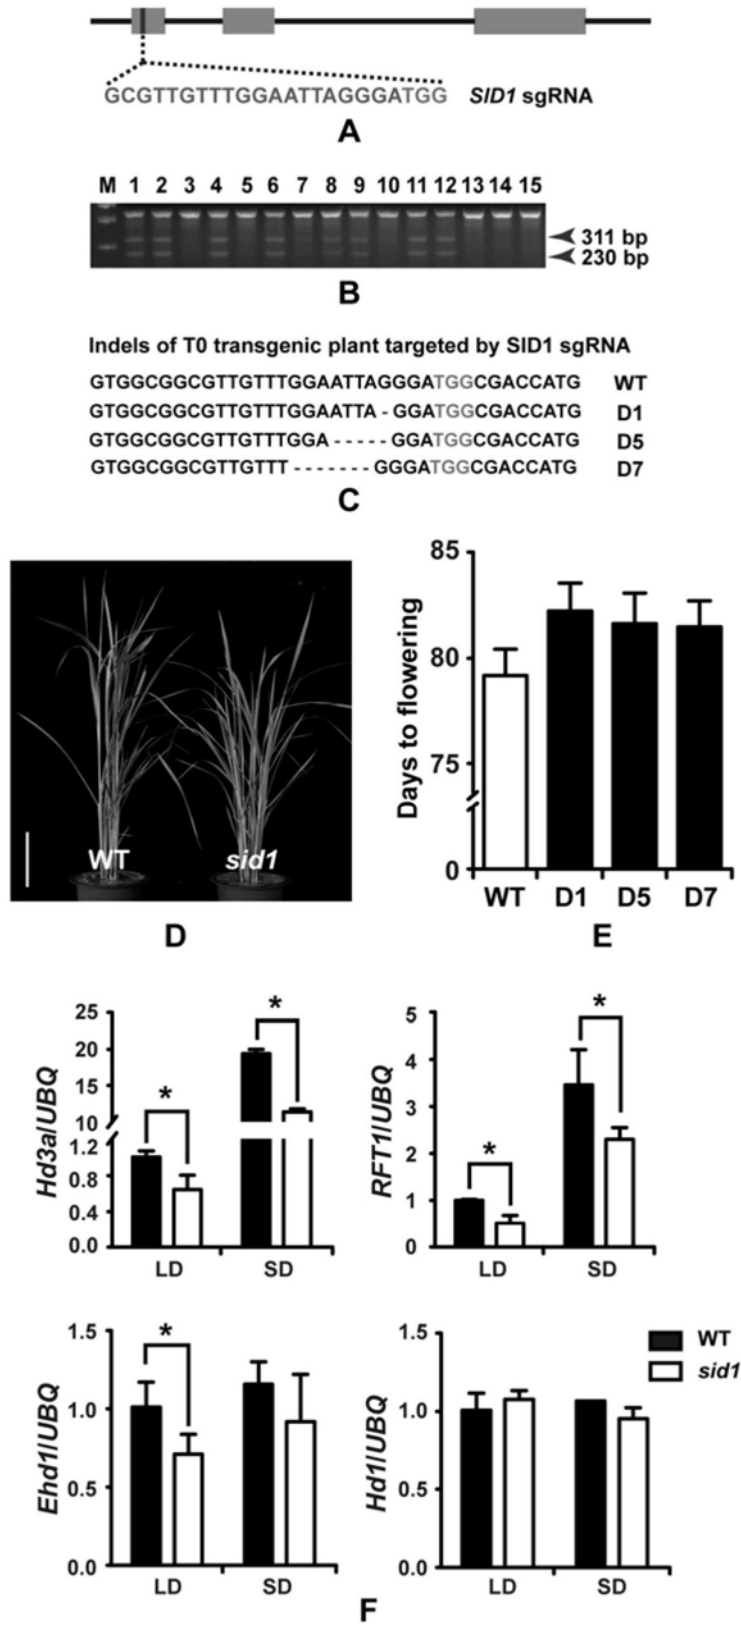 GCGTTGTTTGGAATTAGGGATGG SID1 sgRNA
A
M 1 2 3 4 5 6 7 8 9 10 11 12 13 14 15
311 bp
230 bp
B
Indels of T0 transgenic plant targeted by SID1 sgRNA
GTGGCGGCGTTGTTTGGAATTAGGGATGGCGACCATG WT
GTGGCGGCGTTGTTTGGAATTA-GGATGGCGACCATG D1
GTGGCGGCGTTGTTTGGA-----GGATGGCGACCATG D5
GTGGCGGCGTTGTTT-------GGGATGGCGACCATG D7
C
WT sid1
D
Days to flowering
85
80
75
0
WT D1 D5 D7
E
Hd3a/UBQ
25
20
15
10
1.2
0.8
0.4
0.0
* *
LD SD
RFT1/UBQ
5
4
3
2
1
0
* *
LD SD
Ehd1/UBQ
1.5
1.0
0.5
0.0
*
LD SD
Hd1/UBQ
1.5
1.0
0.5
0.0
LD SD
WT
sid1
F